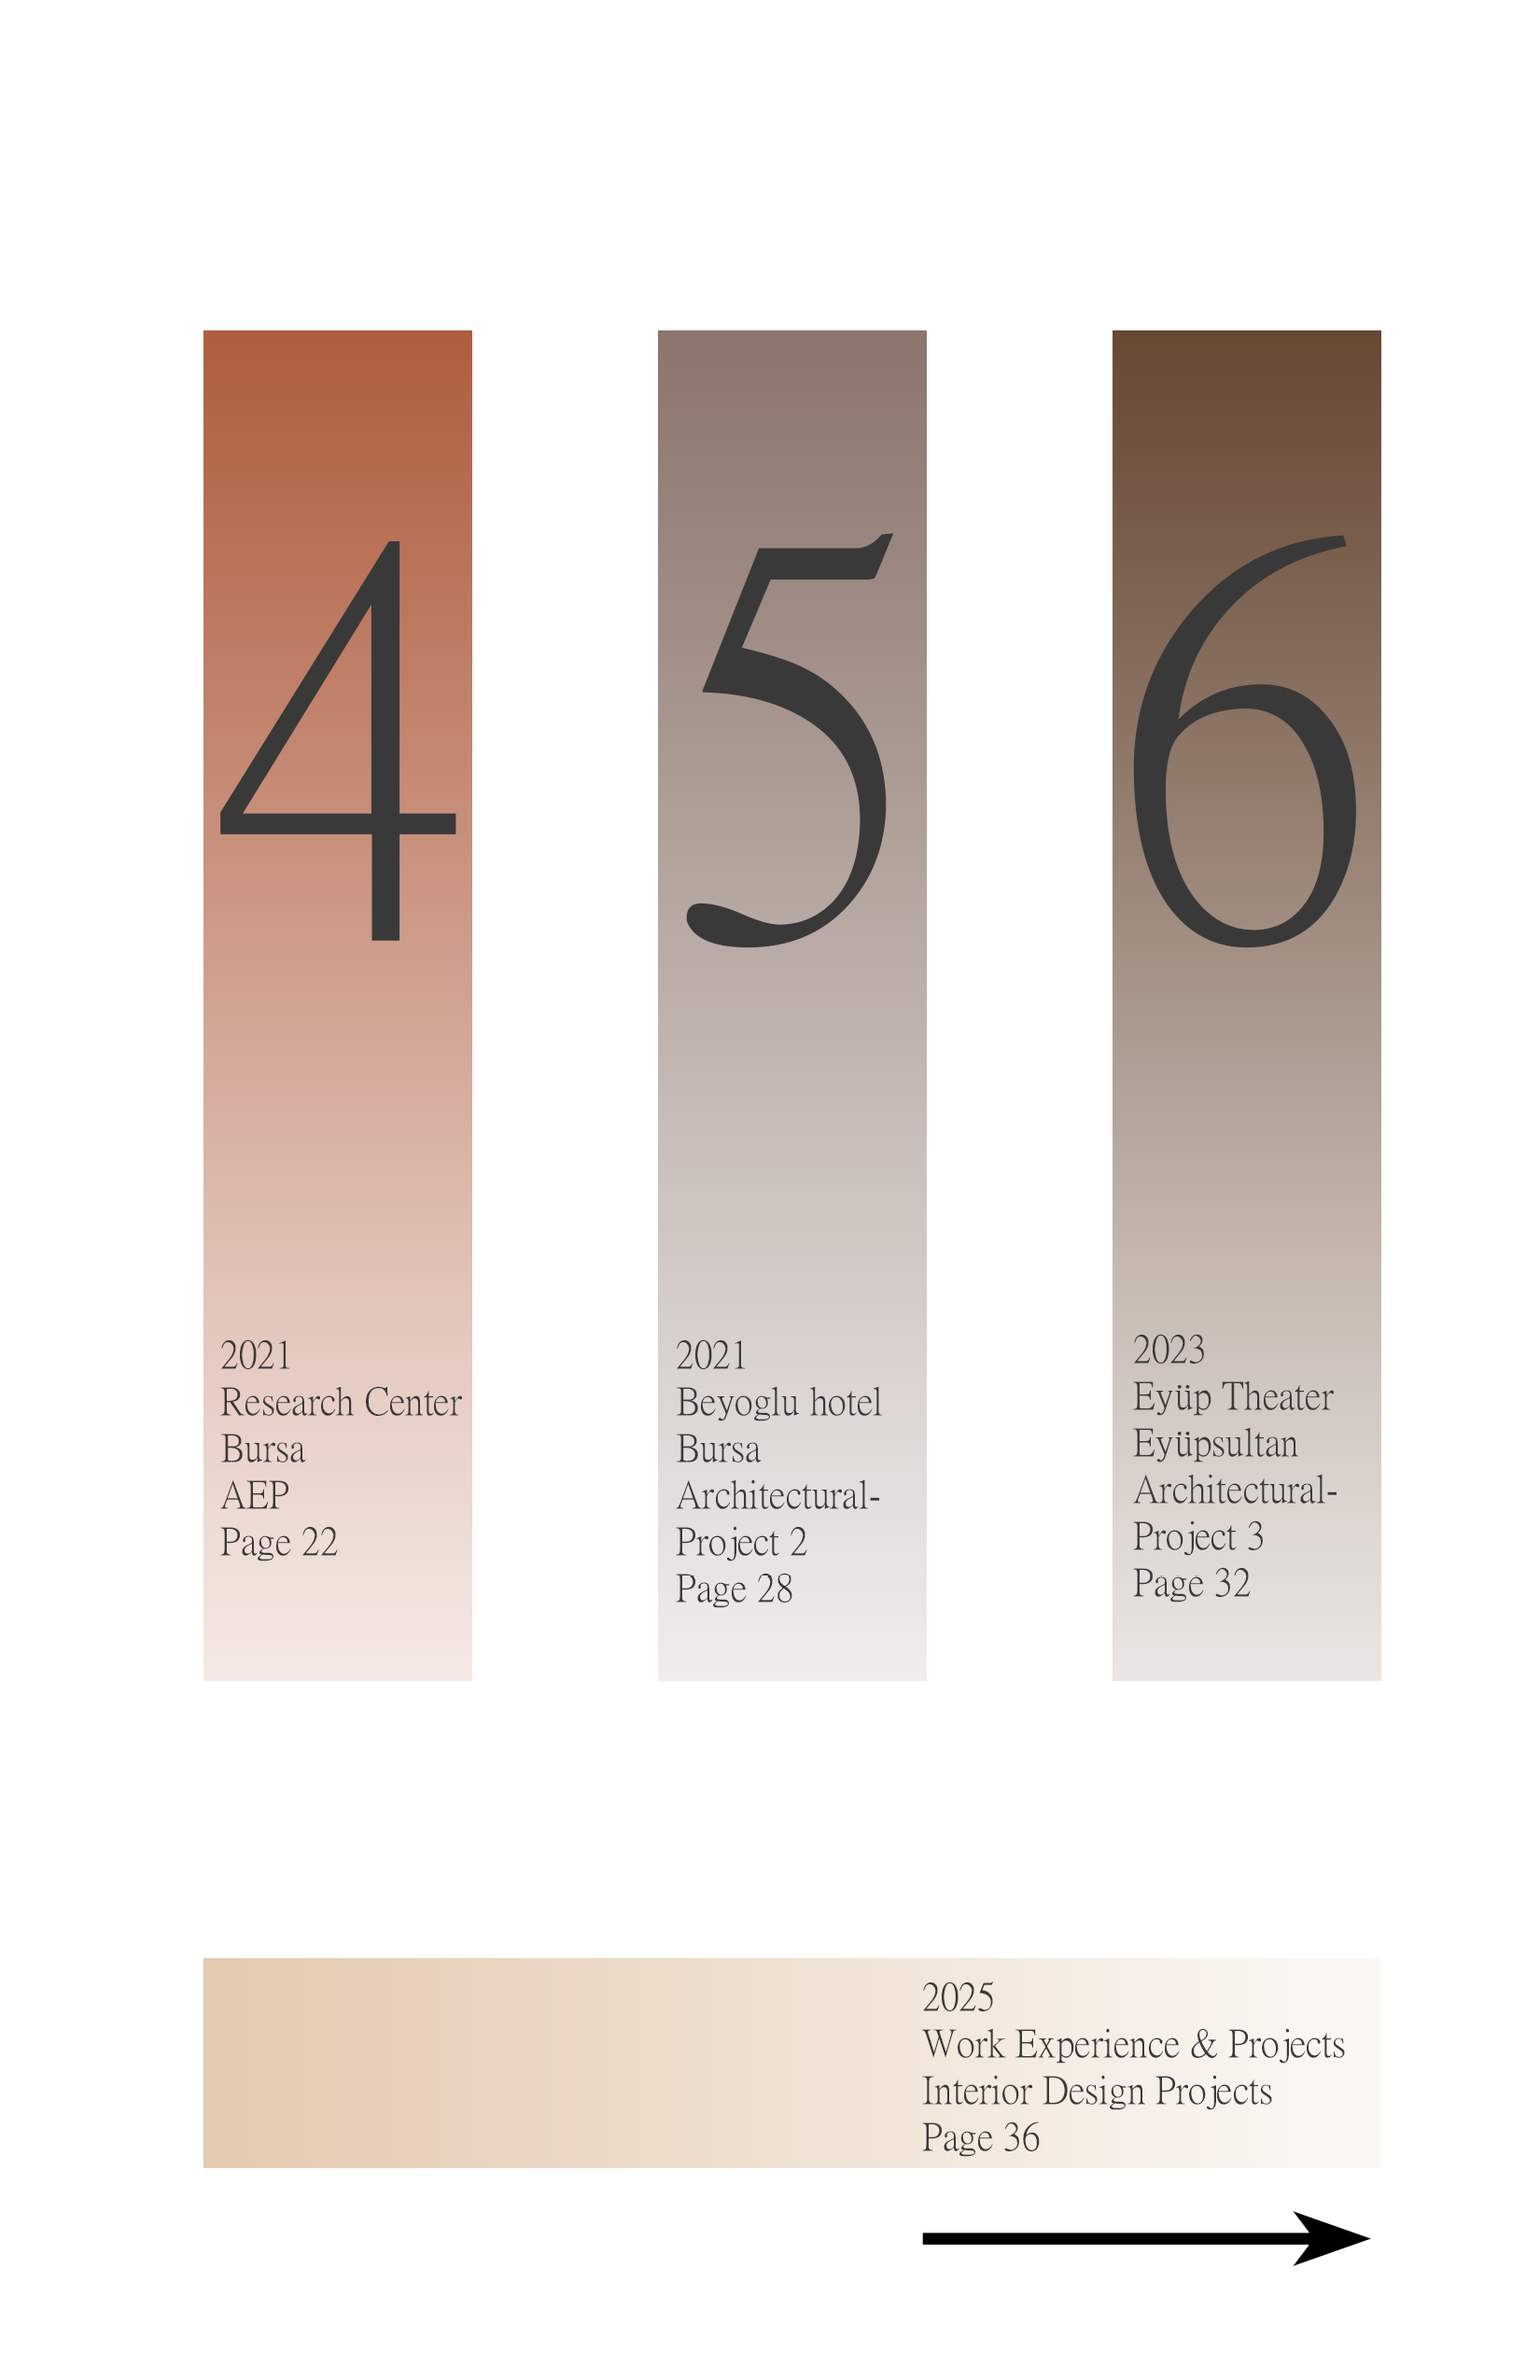 4
2021
Research Center
Bursa
AEP
Page 22
5
2021
Beyoglu hotel
Bursa
Architectural-
Project 2
Page 28
6
2023
Eyüp Theater
Eyüpsultan
Architectural-
Project 3
Page 32
2025
Work Experience & Projects
Interior Design Projects
Page 36